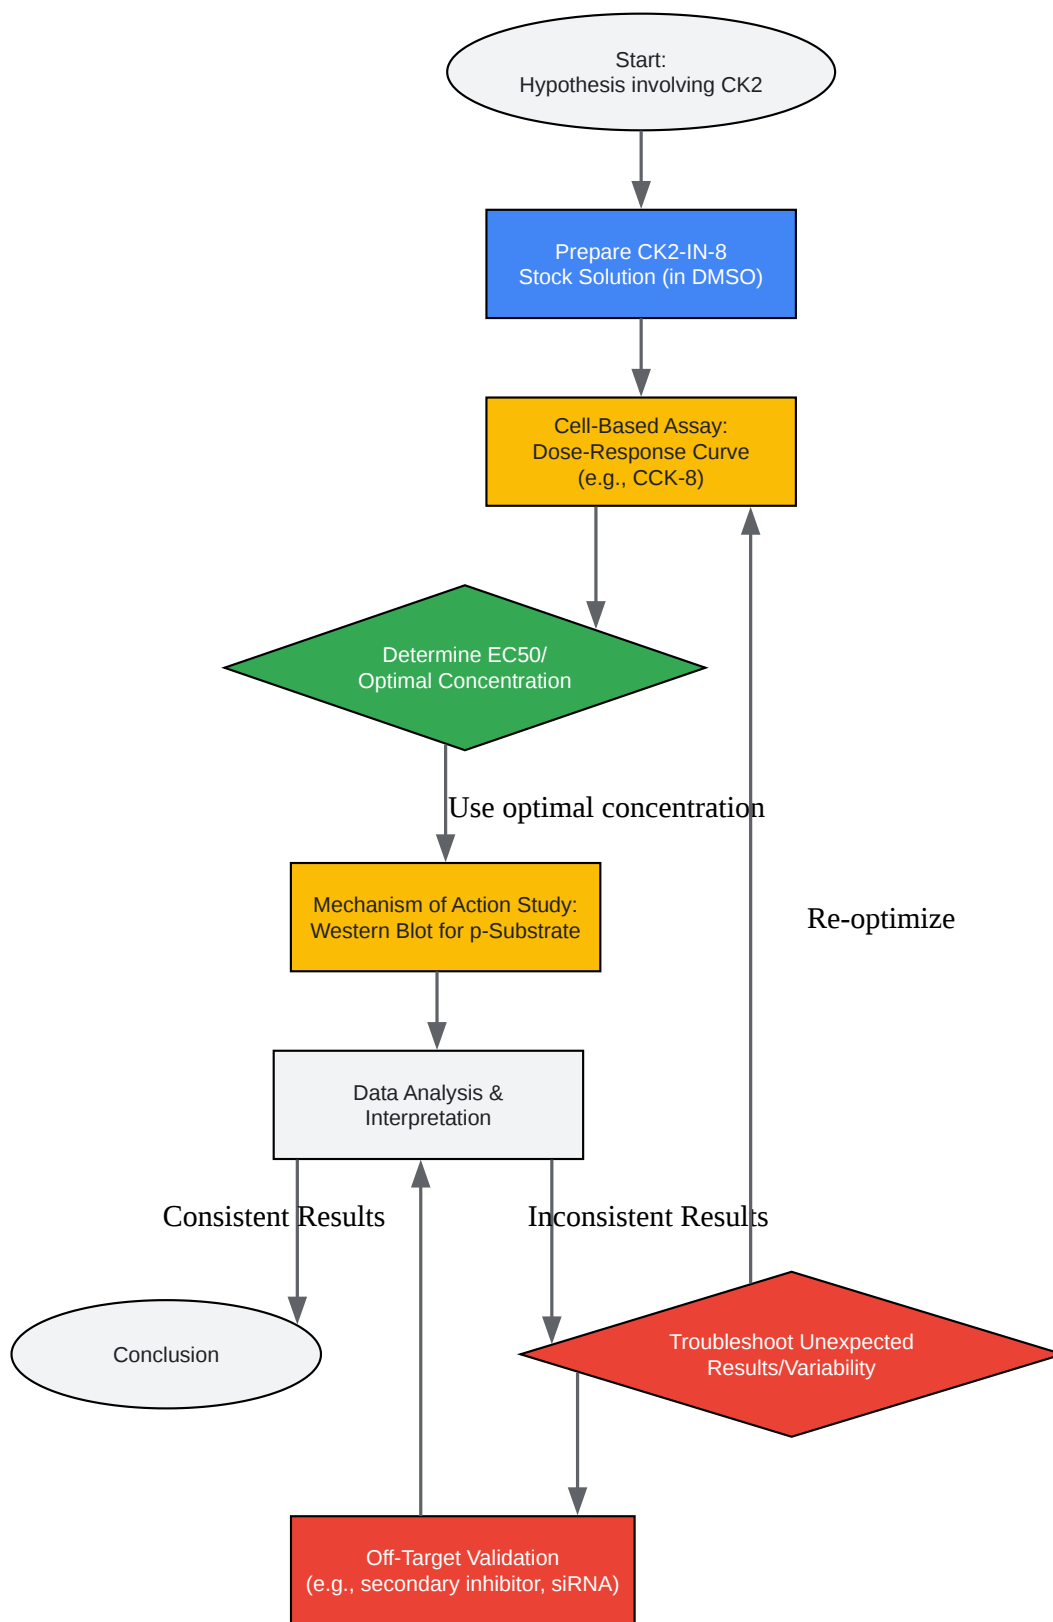 Start:
Hypothesis involving CK2
Prepare CK2-IN-8
Stock Solution (in DMSO)
Cell-Based Assay:
Dose-Response Curve
(e.g., CCK-8)
Determine EC50/
Optimal Concentration
Use optimal concentration
Mechanism of Action Study:
Western Blot for p-Substrate
Re-optimize
Data Analysis &
Interpretation
Consistent Results
Inconsistent Results
Conclusion
Troubleshoot Unexpected
Results/Variability
Off-Target Validation
(e.g., secondary inhibitor, siRNA)